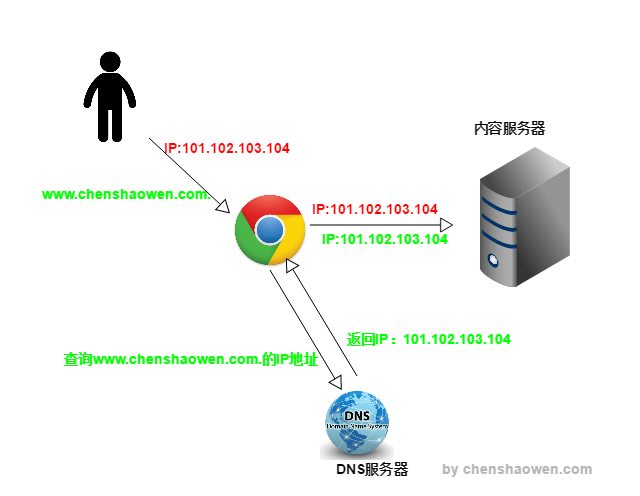 内容服务器
IP:101.102.103.104
www.chenshaowen.com.
IP:101.102.103.104
IP:101.102.103.104
返回IP：101.102.103.104
查询www.chenshaowen.com.的IP地址
DNS
Domain Name System
DNS服务器
by chenshaowen.com